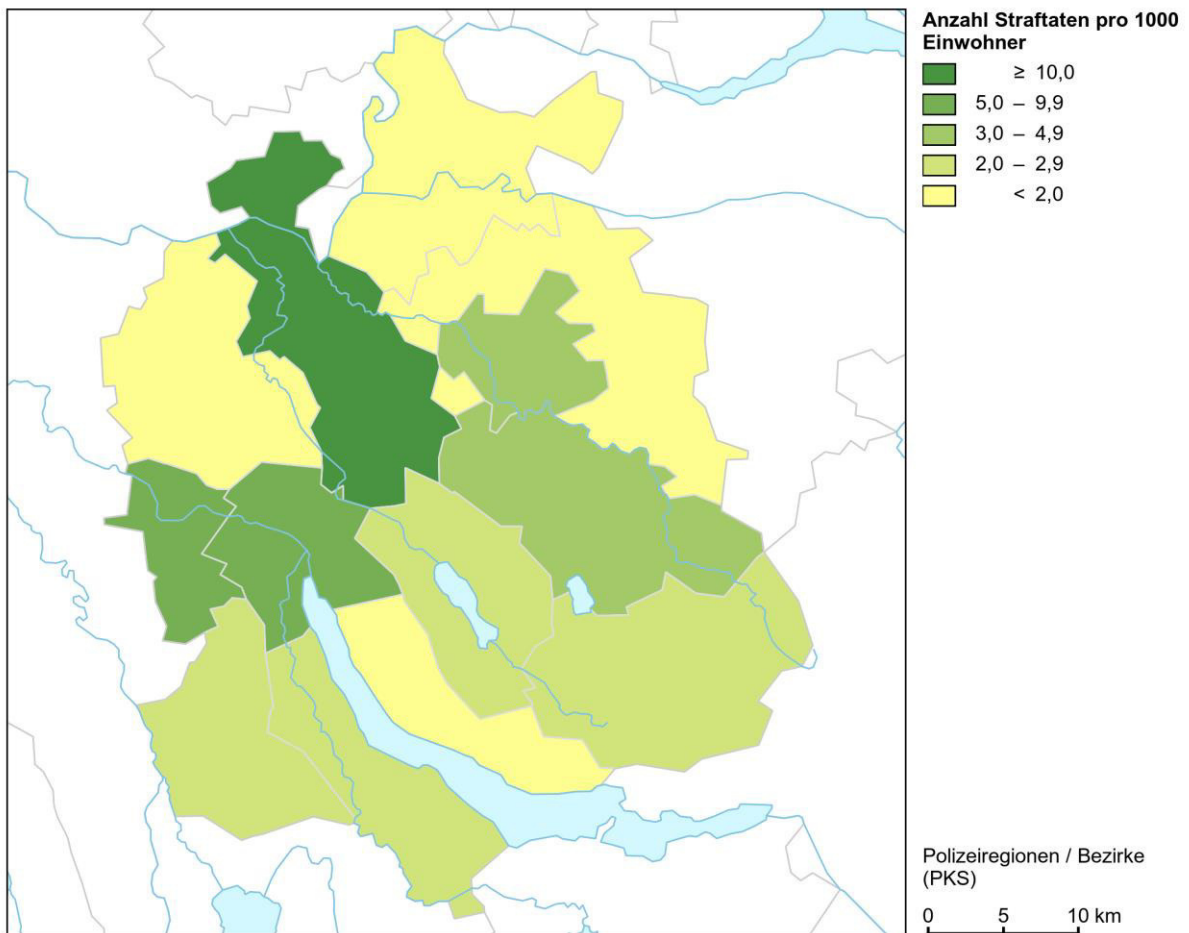 Anzahl Straftaten pro 1000
Einwohner
≥ 10,0
5,0 – 9,9
3,0 – 4,9
2,0 – 2,9
< 2,0
Polizeiregionen / Bezirke
(PKS)
0 5 10 km